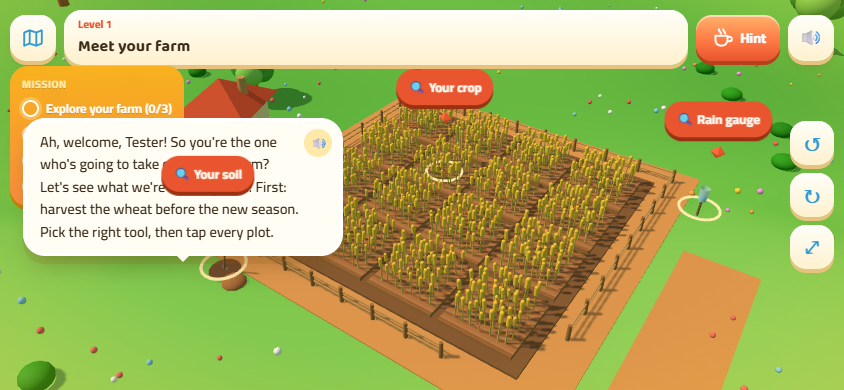 Level 1
Meet your farm
Hint
MISSION
Explore your farm (0/3)
Your crop
Rain gauge
Your soil
Ah, welcome, Tester! So you're the one
who's going to take m?
Let's see what we're First:
harvest the wheat before the new season.
Pick the right tool, then tap every plot.